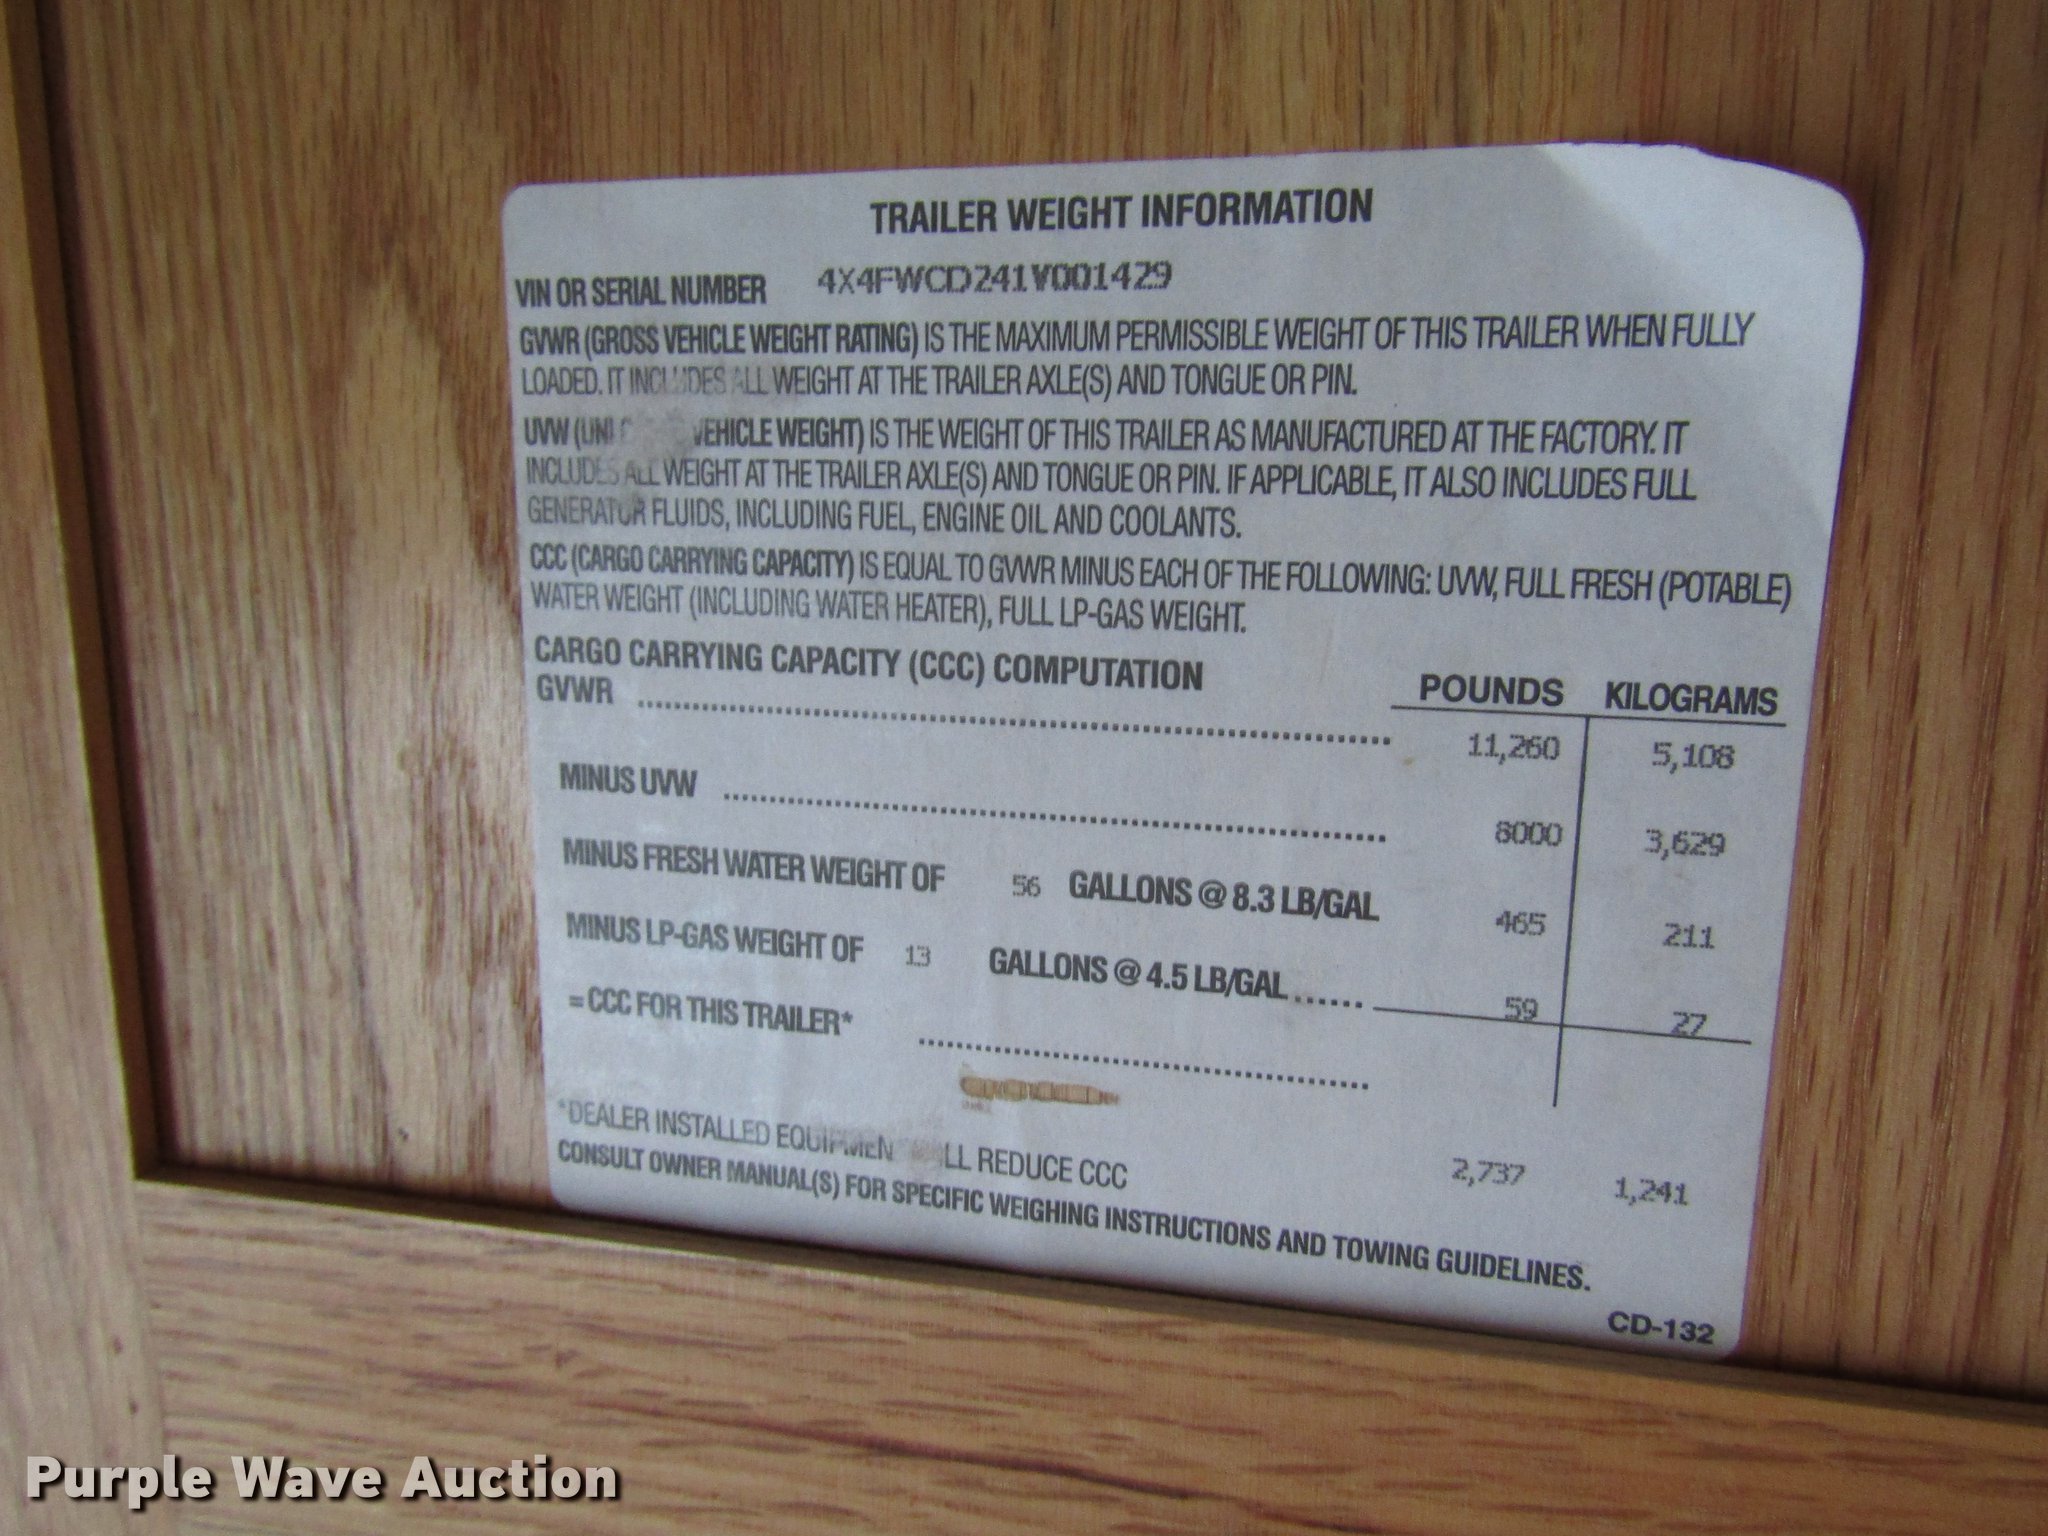 TRAILER WEIGHT INFORMATION
VIN OR SERIAL NUMBER 4X4FWCD241V001429
GVWR (GROSS VEHICLE WEIGHT RATING) IS THE MAXIMUM PERMISSIBLE WEIGHT OF THIS TRAILER WHEN FULLY
LOADED. IT INCLUDES ALL WEIGHT AT THE TRAILER AXLE(S) AND TONGUE OR PIN.
UVW VEHICLE WEIGHT) IS THE WEIGHT OF THIS TRAILER AS MANUFACTURED AT THE FACTORY. IT
INCLUDES ALL WEIGHT AT THE TRAILER AXLE(S) AND TONGUE OR PIN. IF APPLICABLE, IT ALSO INCLUDES FULL
GENERATOR FLUIDS, INCLUDING FUEL, ENGINE OIL AND COOLANTS.
CCC (CARGO CARRYING CAPACITY) IS EQUAL TO GVWR MINUS EACH OF THE FOLLOWING: UVW, FULL FRESH (POTABLE)
WATER WEIGHT (INCLUDING WATER HEATER), FULL LP-GAS WEIGHT.
CARGO CARRYING CAPACITY (CCC) COMPUTATION POUNDS KILOGRAMS
GVWR 11,260 5,108
MINUS UVW 8000 3,629
MINUS FRESH WATER WEIGHT OF 56 GALLONS @ 8.3 LB/GAL 465 211
MINUS LP-GAS WEIGHT OF 13 GALLONS @ 4.5 LB/GAL 59 27
= CCC FOR THIS TRAILER* 2,737 1,241
*DEALER INSTALLED REDUCE CCC
CONSULT OWNER MANUAL(S) FOR SPECIFIC WEIGHING INSTRUCTIONS AND TOWING GUIDELINES.
CD-132
Purple Wave Auction